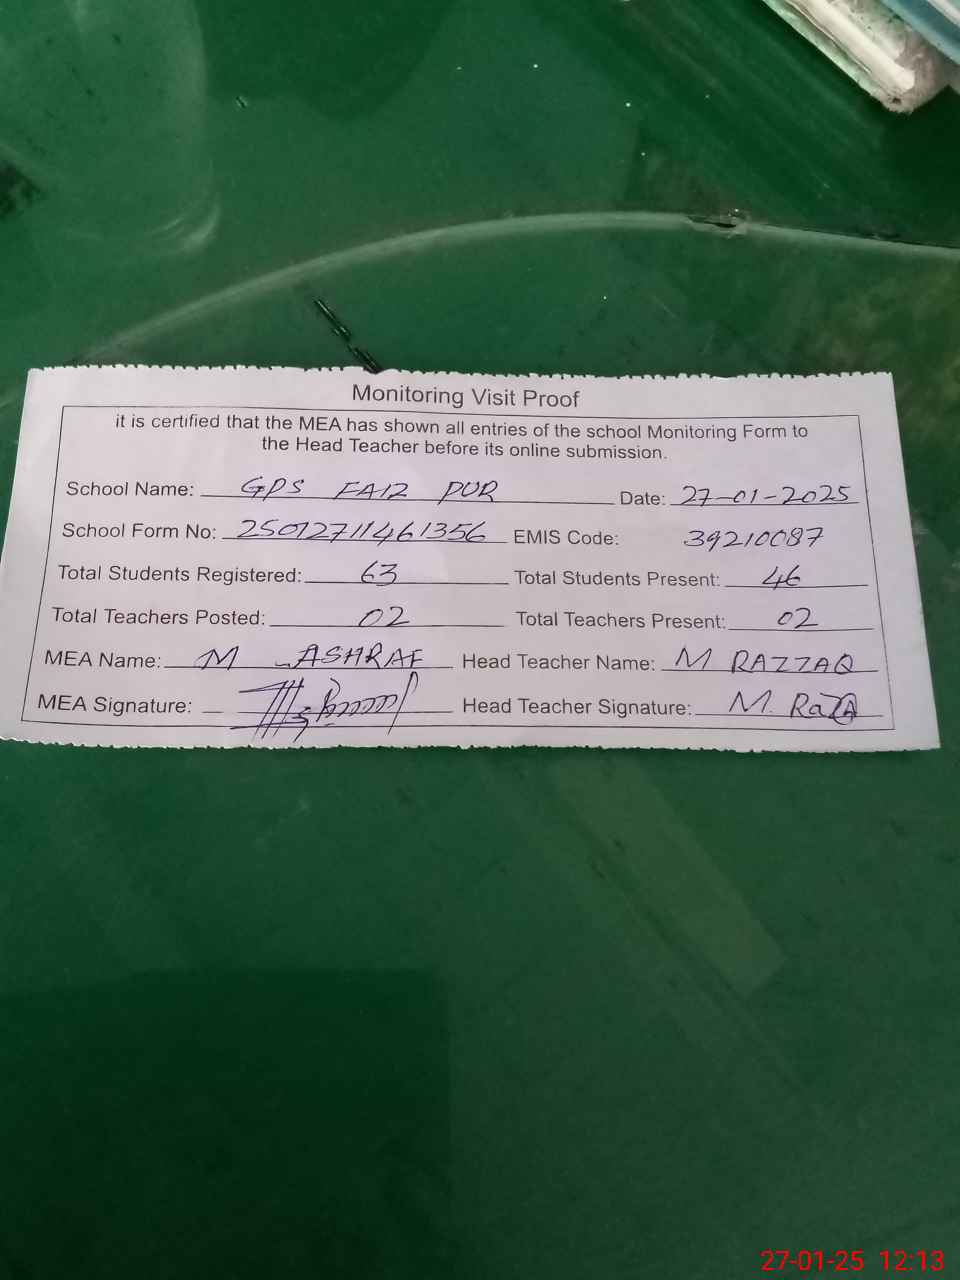 Monitoring Visit Proof
it is certified that the MEA has shown all entries of the school Monitoring Form to
the Head Teacher before its online submission.
School Name: GPS FAIZ PUR Date: 27-01-2025
School Form No: 25012711461356 EMIS Code: 39210087
Total Students Registered: 63 Total Students Present: 46
Total Teachers Posted: 02 Total Teachers Present: 02
MEA Name: M ASHRAF Head Teacher Name: M RAZZAQ
MEA Signature: Head Teacher Signature: M. RaZA
27-01-25 12:13